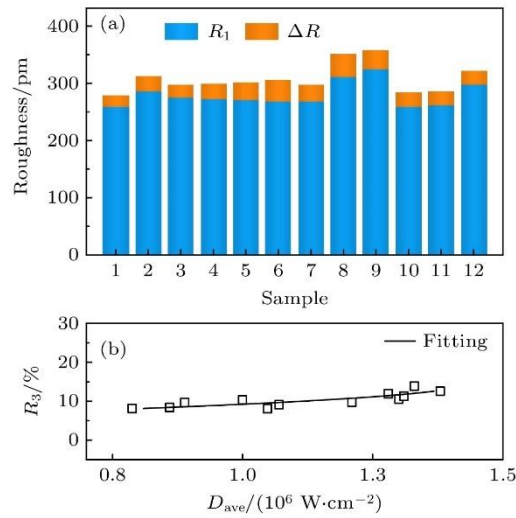 (a)
R₁ ΔR
400
300
200
100
0
Roughness/pm
1 2 3 4 5 6 7 8 9 10 11 12
Sample
(b)
Fitting
30
20
10
0
R₃/%
0.8 1.0 1.3 1.5
Dave/(10⁶ W·cm⁻²)